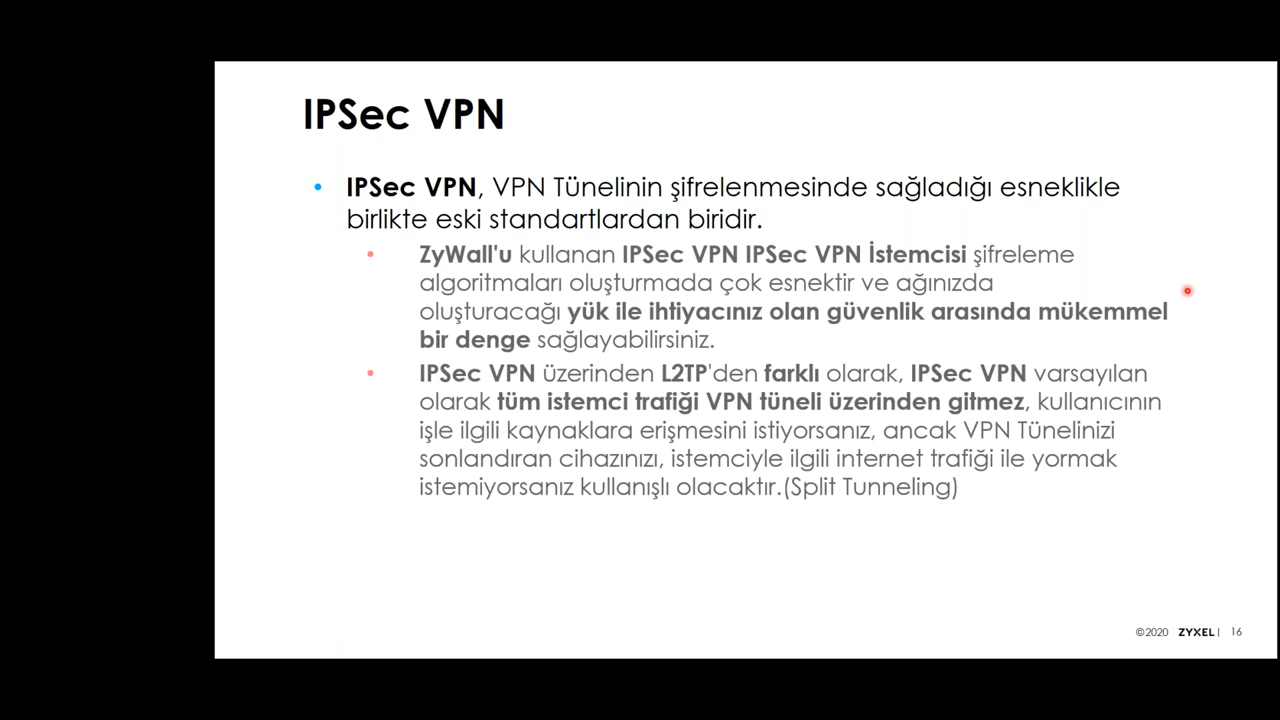 IPSec VPN
• IPSec VPN, VPN Tünelinin şifrelenmesinde sağladığı esneklikle
birlikte eski standartlardan biridir.
• ZyWall'u kullanan IPSec VPN IPSec VPN İstemcisi şifreleme
algoritmaları oluşturmada çok esnektir ve ağınızda
oluşturacağı yük ile ihtiyacınız olan güvenlik arasında mükemmel
bir denge sağlayabilirsiniz.
• IPSec VPN üzerinden L2TP'den farklı olarak, IPSec VPN varsayılan
olarak tüm istemci trafiği VPN tüneli üzerinden gitmez, kullanıcının
işle ilgili kaynaklara erişmesini istiyorsanız, ancak VPN Tünelinizi
sonlandıran cihazınızı, istemciyle ilgili internet trafiği ile yormak
istemiyorsanız kullanışlı olacaktır.(Split Tunneling)
©2020 ZYXEL | 16